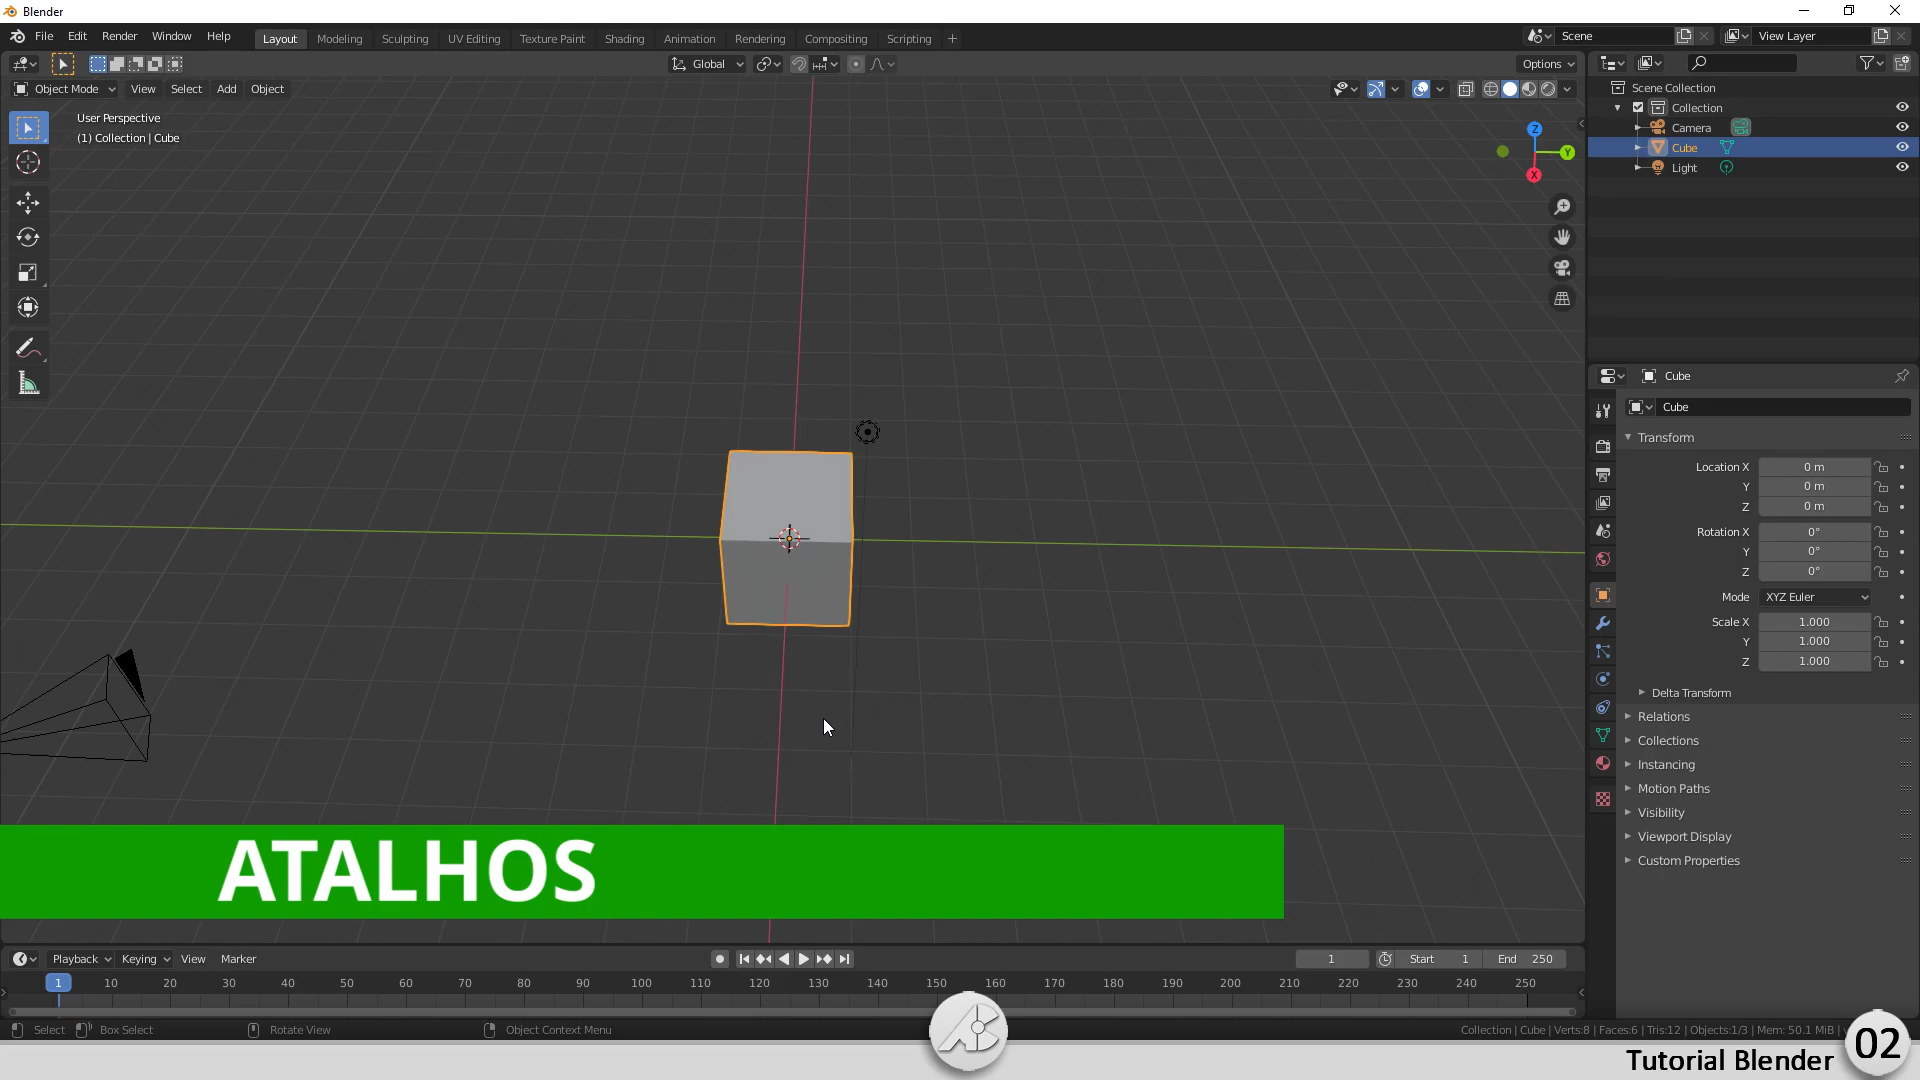 Blender
File Edit Render Window Help
Layout Modeling Sculpting UV Editing Texture Paint Shading Animation Rendering Compositing Scripting +
Scene
View Layer
Global
Options
Object Mode View Select Add Object
User Perspective
(1) Collection | Cube
Z
Y
X
Scene Collection
Collection
Camera
Cube
Light
Cube
Cube
Transform
Location X 0 m
Y 0 m
Z 0 m
Rotation X 0°
Y 0°
Z 0°
Mode XYZ Euler
Scale X 1.000
Y 1.000
Z 1.000
Delta Transform
Relations
Collections
Instancing
Motion Paths
Visibility
Viewport Display
Custom Properties
ATALHOS
Playback Keying View Marker
1 Start 1 End 250
1 10 20 30 40 50 60 70 80 90 100 110 120 130 140 150 160 170 180 190 200 210 220 230 240 250
Select Box Select Rotate View Object Context Menu
Collection | Cube | Verts:8 | Faces:6 | Tris:12 | Objects:1/3 | Mem: 50.1 MiB |
Tutorial Blender 02